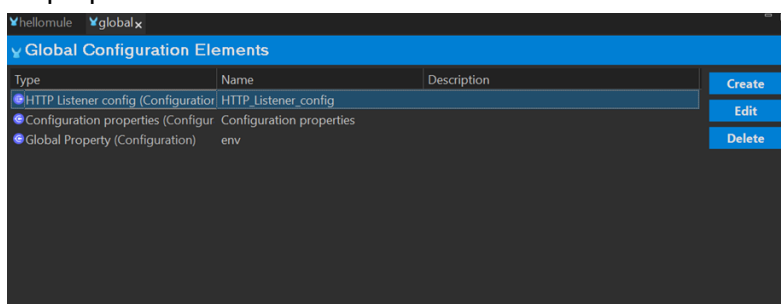 hellomule global x
Global Configuration Elements
Type Name Description
HTTP Listener config (Configuration HTTP_Listener_config
Configuration properties (Configur Configuration properties
Global Property (Configuration) env
Create
Edit
Delete